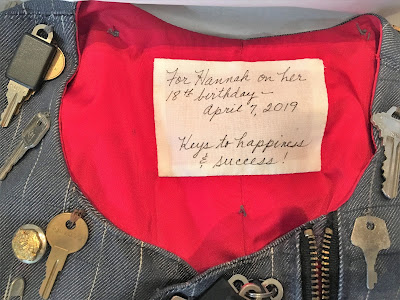 For Hannah on her
18th birthday –
April 7, 2019
Keys to happiness
& success!